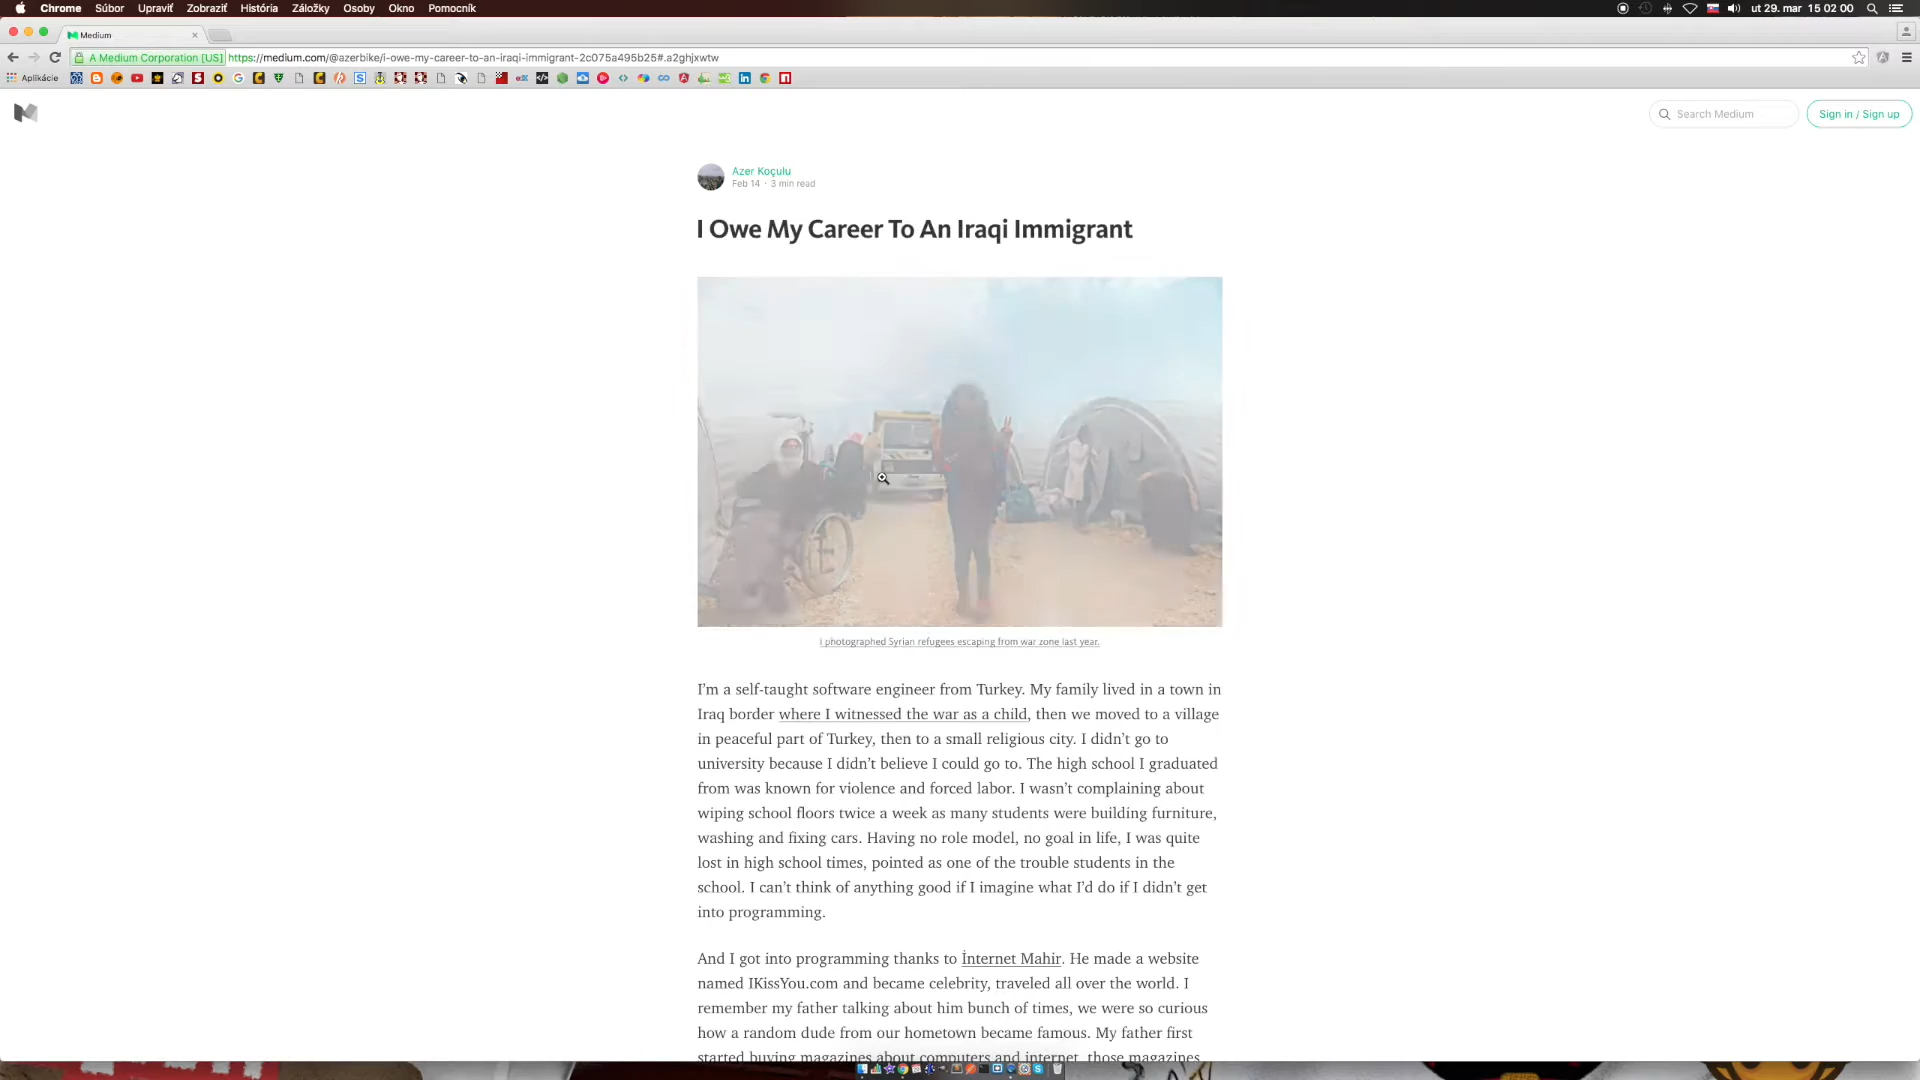 Chrome Súbor Upraviť Zobraziť História Záložky Osoby Okno Pomocník
ut 29. mar 15 02 00
Medium
A Medium Corporation [US] https://medium.com/@azerbike/i-owe-my-career-to-an-iraqi-immigrant-2c075a495b25#.a2ghjxwtw
Aplikácie
Search Medium
Sign in / Sign up
Azer Koçulu
Feb 14 · 3 min read
I Owe My Career To An Iraqi Immigrant
I photographed Syrian refugees escaping from war zone last year.
I’m a self-taught software engineer from Turkey. My family lived in a town in
Iraq border where I witnessed the war as a child, then we moved to a village
in peaceful part of Turkey, then to a small religious city. I didn’t go to
university because I didn’t believe I could go to. The high school I graduated
from was known for violence and forced labor. I wasn’t complaining about
wiping school floors twice a week as many students were building furniture,
washing and fixing cars. Having no role model, no goal in life, I was quite
lost in high school times, pointed as one of the trouble students in the
school. I can’t think of anything good if I imagine what I’d do if I didn’t get
into programming.
And I got into programming thanks to İnternet Mahir. He made a website
named IKissYou.com and became celebrity, traveled all over the world. I
remember my father talking about him bunch of times, we were so curious
how a random dude from our hometown became famous. My father first
started buying magazines about computers and internet, those magazines